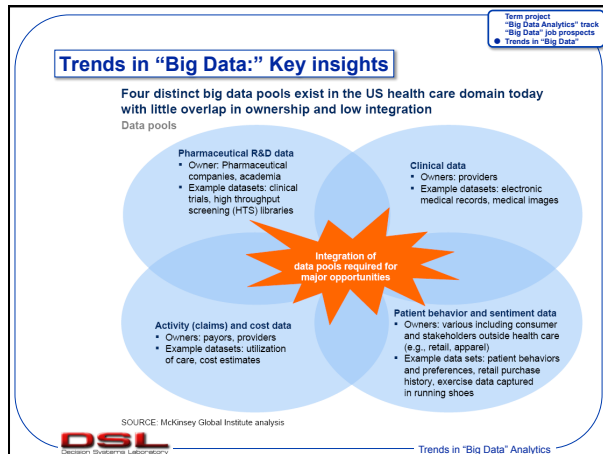 Term project
"Big Data Analytics" track
"Big Data" job prospects
● Trends in "Big Data"
Trends in "Big Data:" Key insights
Four distinct big data pools exist in the US health care domain today
with little overlap in ownership and low integration
Data pools
Pharmaceutical R&D data
▪ Owner: Pharmaceutical
companies, academia
▪ Example datasets: clinical
trials, high throughput
screening (HTS) libraries
Clinical data
▪ Owners: providers
▪ Example datasets: electronic
medical records, medical images
Integration of
data pools required for
major opportunities
Activity (claims) and cost data
▪ Owners: payors, providers
▪ Example datasets: utilization
of care, cost estimates
Patient behavior and sentiment data
▪ Owners: various including consumer
and stakeholders outside health care
(e.g., retail, apparel)
▪ Example data sets: patient behaviors
and preferences, retail purchase
history, exercise data captured
in running shoes
SOURCE: McKinsey Global Institute analysis
DSL
Decision Systems Laboratory
Trends in "Big Data" Analytics